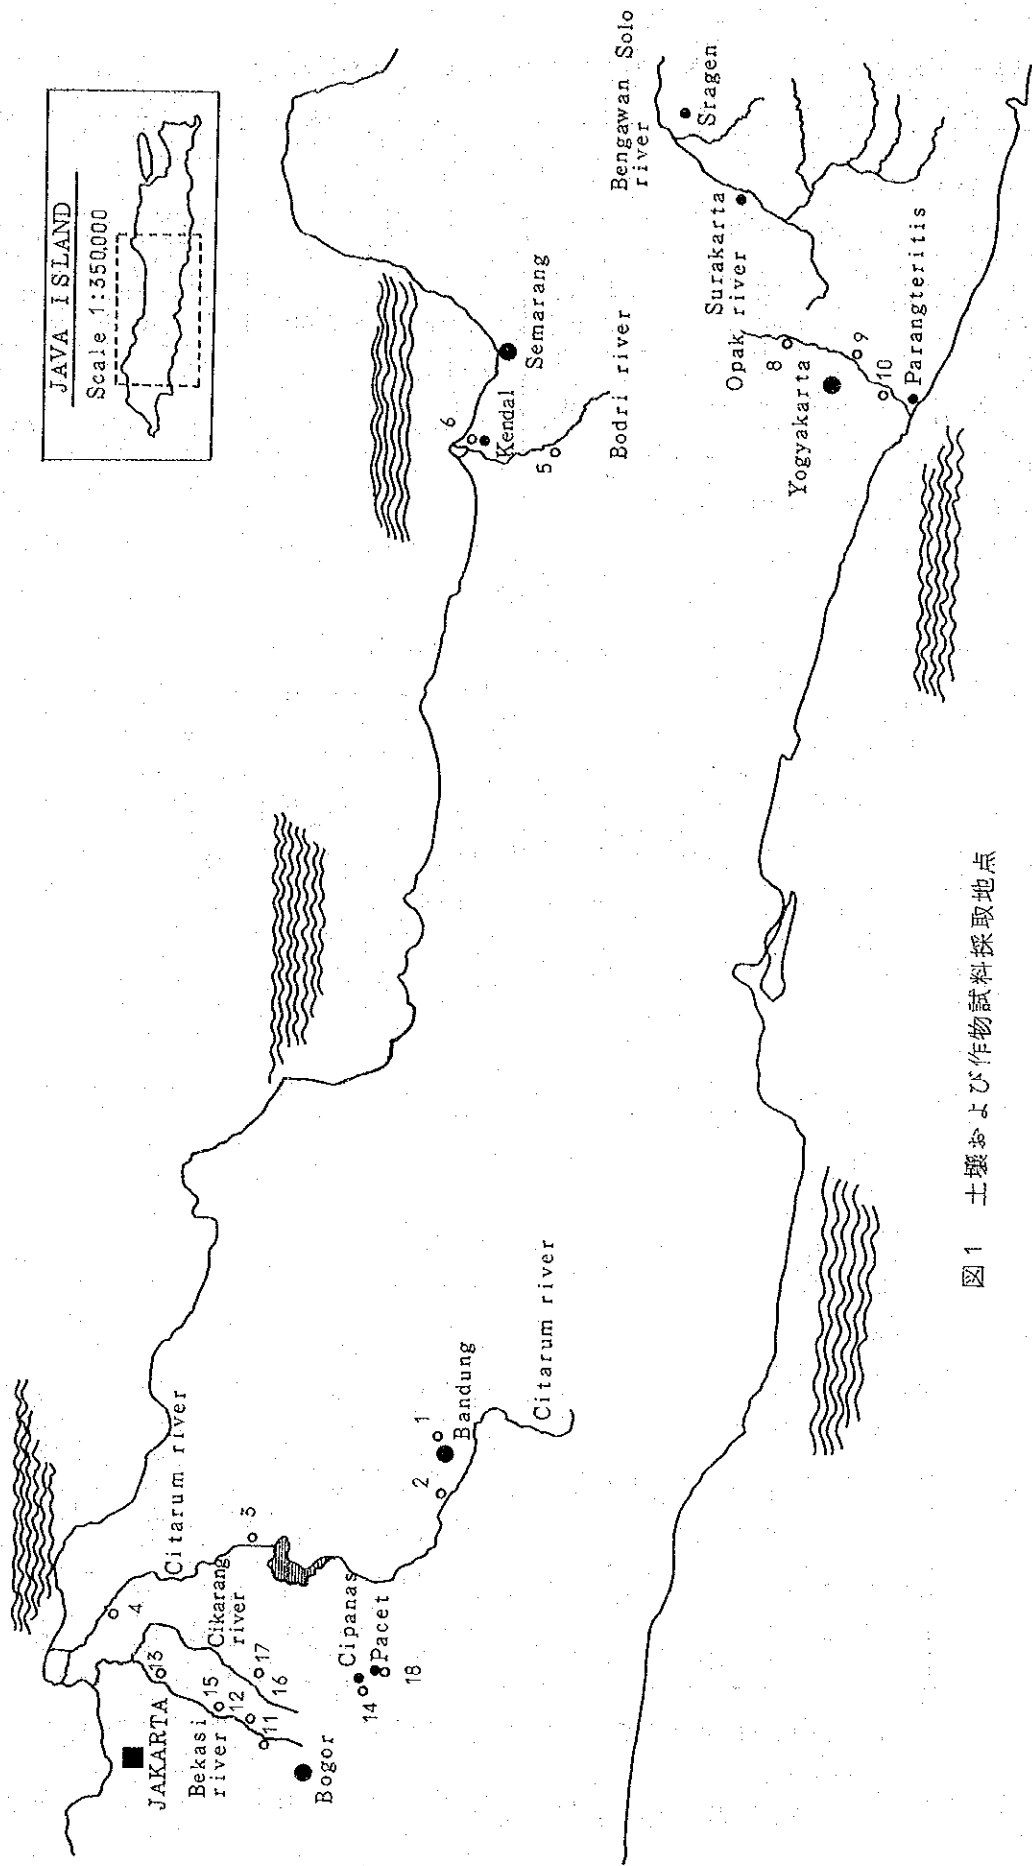 JAVA ISLAND
Scale 1:350.000
JAKARTA
Bekasi
river
Bogor
13
15
12
11
4
Citarum river
Cikarang
river
17
16
3
Cipanas
Pacet
14
18
2
1
Bandung
Citarum river
6
Kendal
5
Semarang
Bodri river
Bengawan Solo
river
Sragen
Surakarta
Opak river
8
Yogyakarta
9
10
Parangteritis
図1 土壌および作物試料採取地点